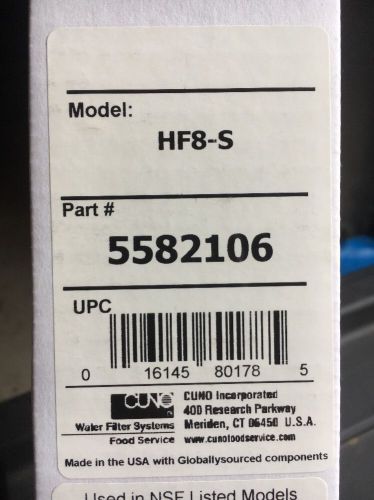 Model:
HF8-S
Part #
5582106
UPC
0 16145 80178 5
CUNO
CUNO Incorporated
400 Research Parkway
Water Filter Systems Meriden, CT 06450 U.S.A.
Food Service www.cunofoodservice.com
Made in the USA with Globallysourced components
Used in NSF Listed Models